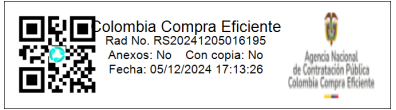 Colombia Compra Eficiente
Rad No. RS20241205016195
Anexos: No Con copia: No
Fecha: 05/12/2024 17:13:26
Agencia Nacional
de Contratación Pública
Colombia Compra Eficiente